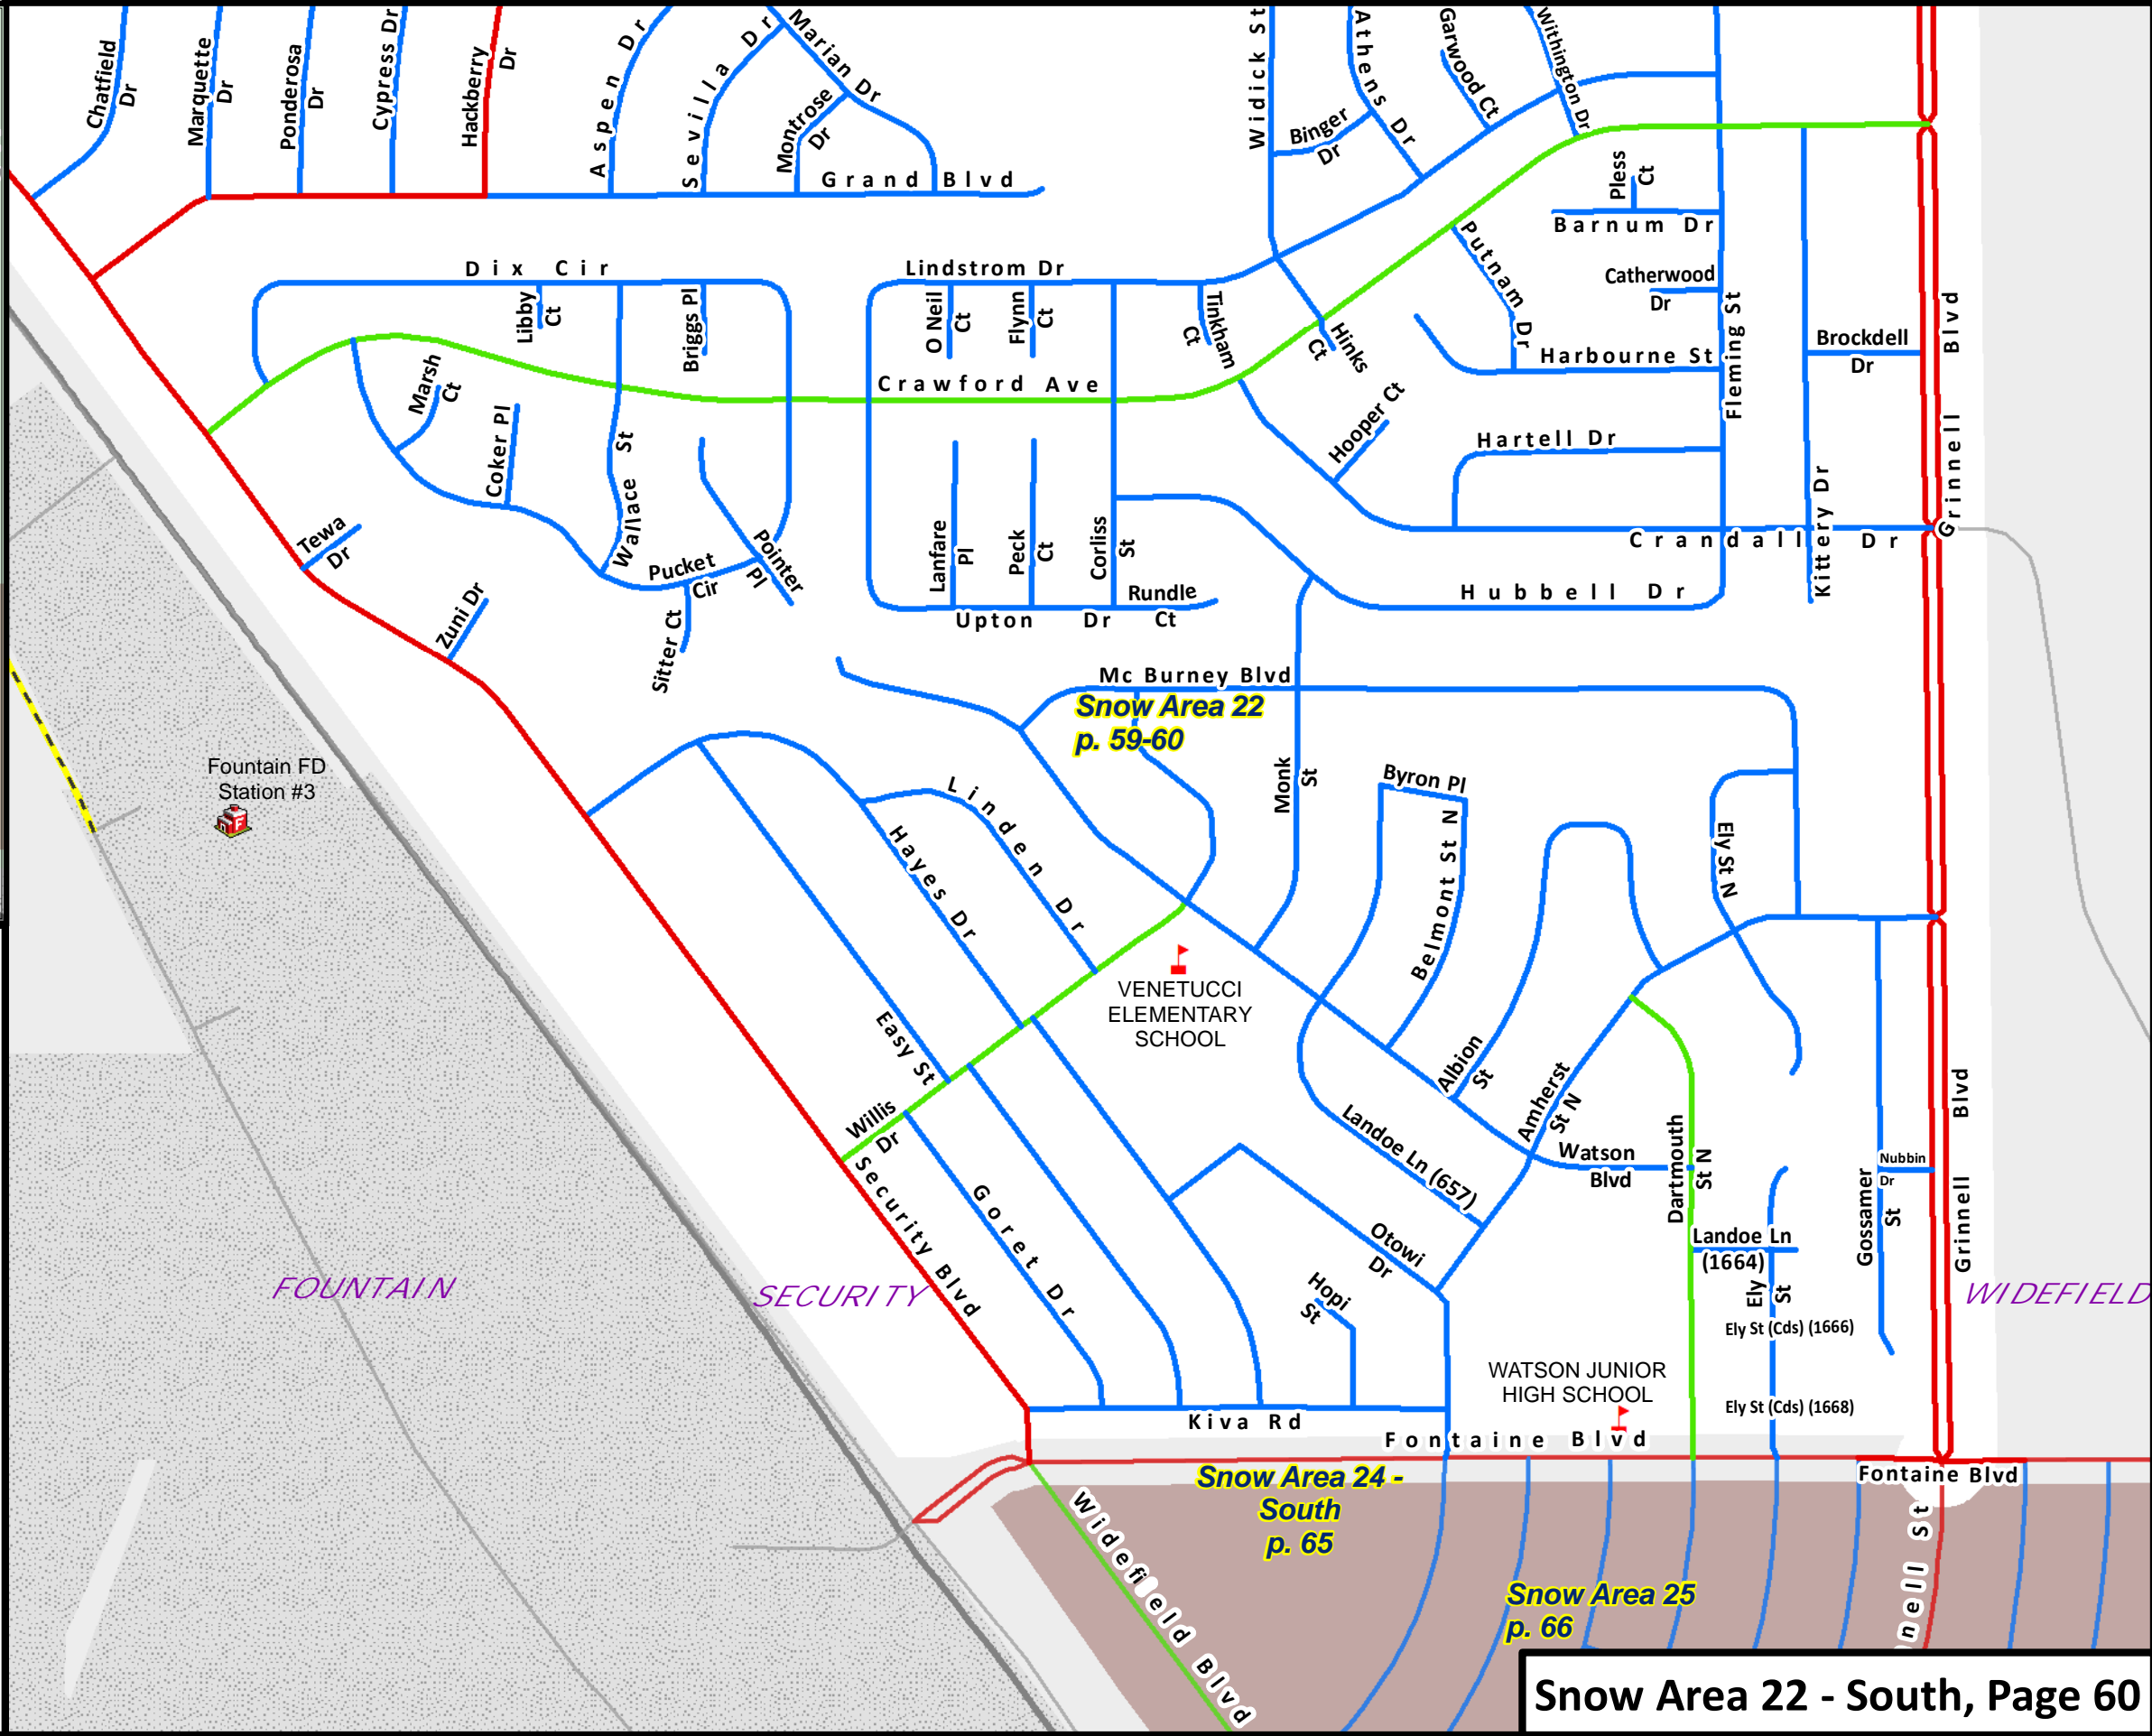 Chatfield
Dr
Marquette
Dr
Ponderosa
Dr
Cypress Dr
Hackberry
Dr
Aspen Dr
Sevilla Dr
Marian Dr
Montrose
Dr
Grand Blvd
Widick St
Athens Dr
Garwood Ct
Withington Dr
Binger
Dr
Pless
Ct
Barnum Dr
Putnam Dr
Catherwood
Dr
Fleming St
Harbourne St
Brockdell
Dr
Grinnell Blvd
Dix Cir
Libby
Ct
Briggs Pl
Lindstrom Dr
O Neil
Ct
Flynn
Ct
Tinkham
Ct
Hinks
Ct
Marsh
Ct
Coker Pl
Wallace St
Crawford Ave
Hooper Ct
Hartell Dr
Kittery Dr
Crandall Dr
Tewa
Dr
Zuni Dr
Pucket
Cir
Pointer
Pl
Sitter Ct
Lanfare
Pl
Peck
Ct
Corliss
St
Rundle
Ct
Upton Dr
Hubbell Dr
Mc Burney Blvd
Snow Area 22
p. 59-60
Fountain FD
Station #3
Linden Dr
Hayes Dr
Monk
St
Byron Pl
Belmont St N
Ely St N
VENETUCCI
ELEMENTARY
SCHOOL
Easy St
Willis
Dr
Albion
St
Amherst
St N
Landoe Ln (657)
Watson
Blvd
Dartmouth
St N
Nubbin
Dr
Gossamer
St
Grinnell Blvd
Security Blvd
Goret Dr
Otowi
Dr
Hopi
St
Landoe Ln
(1664)
Ely
St
Ely St (Cds) (1666)
Ely St (Cds) (1668)
FOUNTAIN
SECURITY
WIDEFIELD
WATSON JUNIOR
HIGH SCHOOL
Kiva Rd
Fontaine Blvd
Fontaine Blvd
Snow Area 24 -
South
p. 65
Widefield Blvd
Snow Area 25
p. 66
nell St
Snow Area 22 - South, Page 60